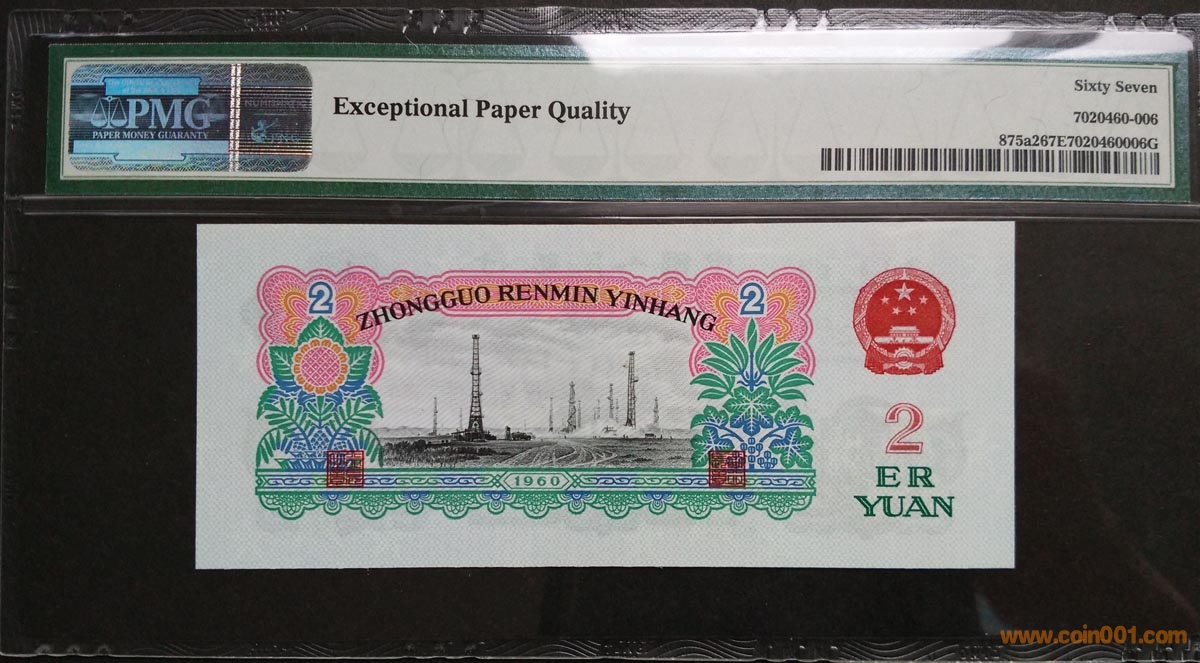 PMG
PAPER MONEY GUARANTY
Exceptional Paper Quality
Sixty Seven
7020460-006
875a267E7020460006G
2
ZHONGGUO RENMIN YINHANG
2
2
ER
YUAN
1960
www.coin001.com